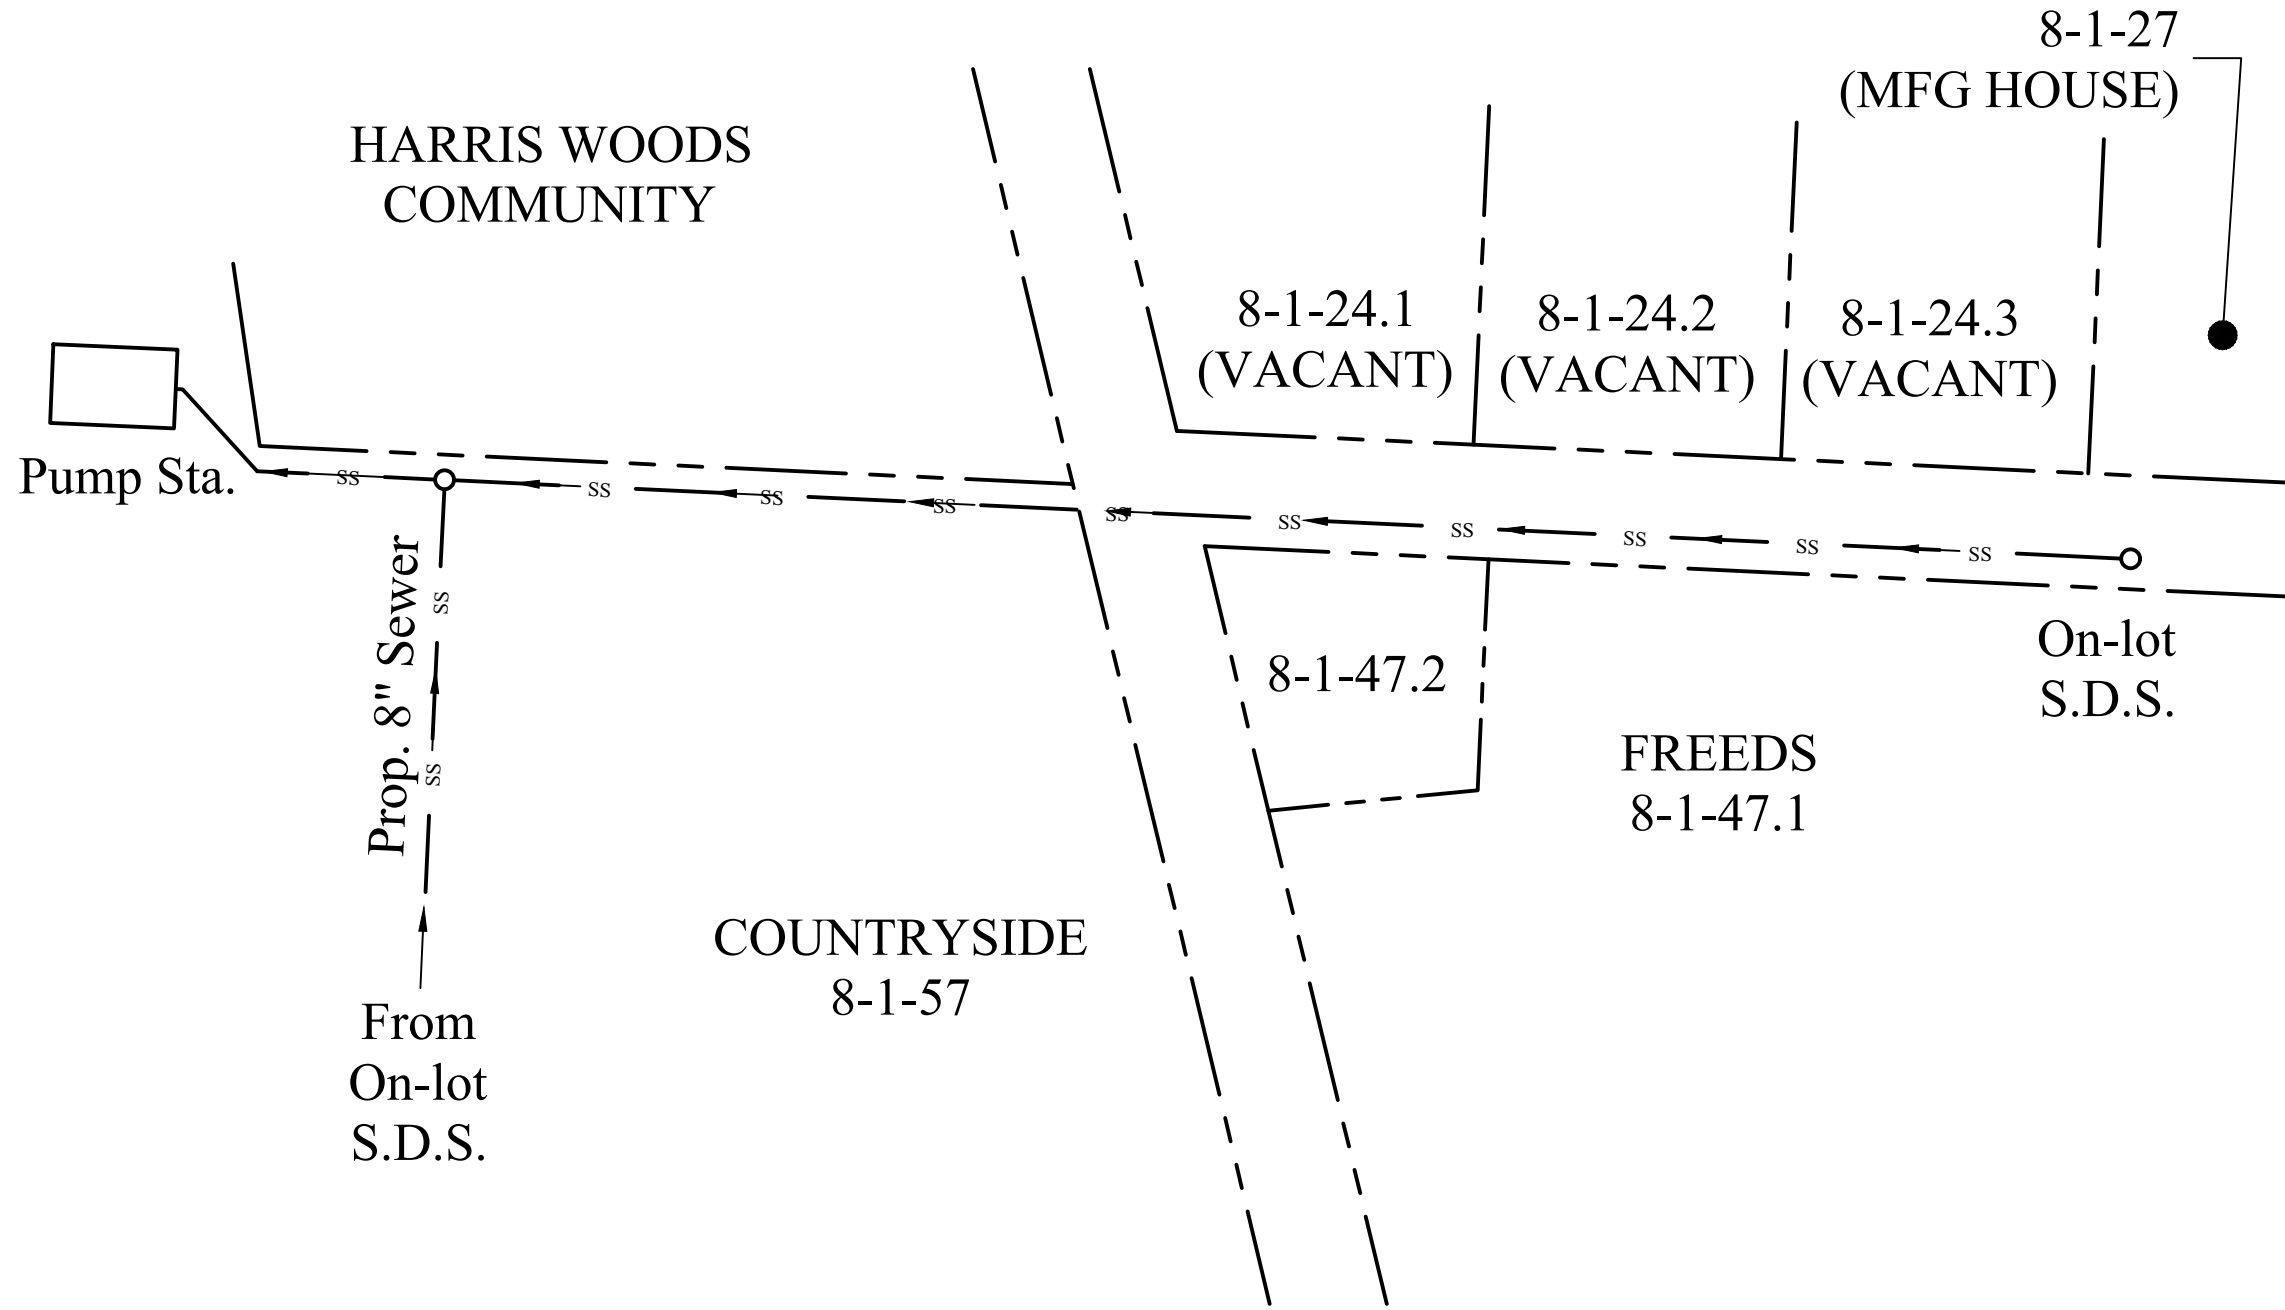 8-1-27
(MFG HOUSE)
HARRIS WOODS
COMMUNITY
8-1-24.1
(VACANT)
8-1-24.2
(VACANT)
8-1-24.3
(VACANT)
Pump Sta.
ss
ss
ss
ss
ss
ss
ss
ss
ss
ss
Prop. 8" Sewer
ss
ss
8-1-47.2
On-lot
S.D.S.
FREEDS
8-1-47.1
COUNTRYSIDE
8-1-57
From
On-lot
S.D.S.